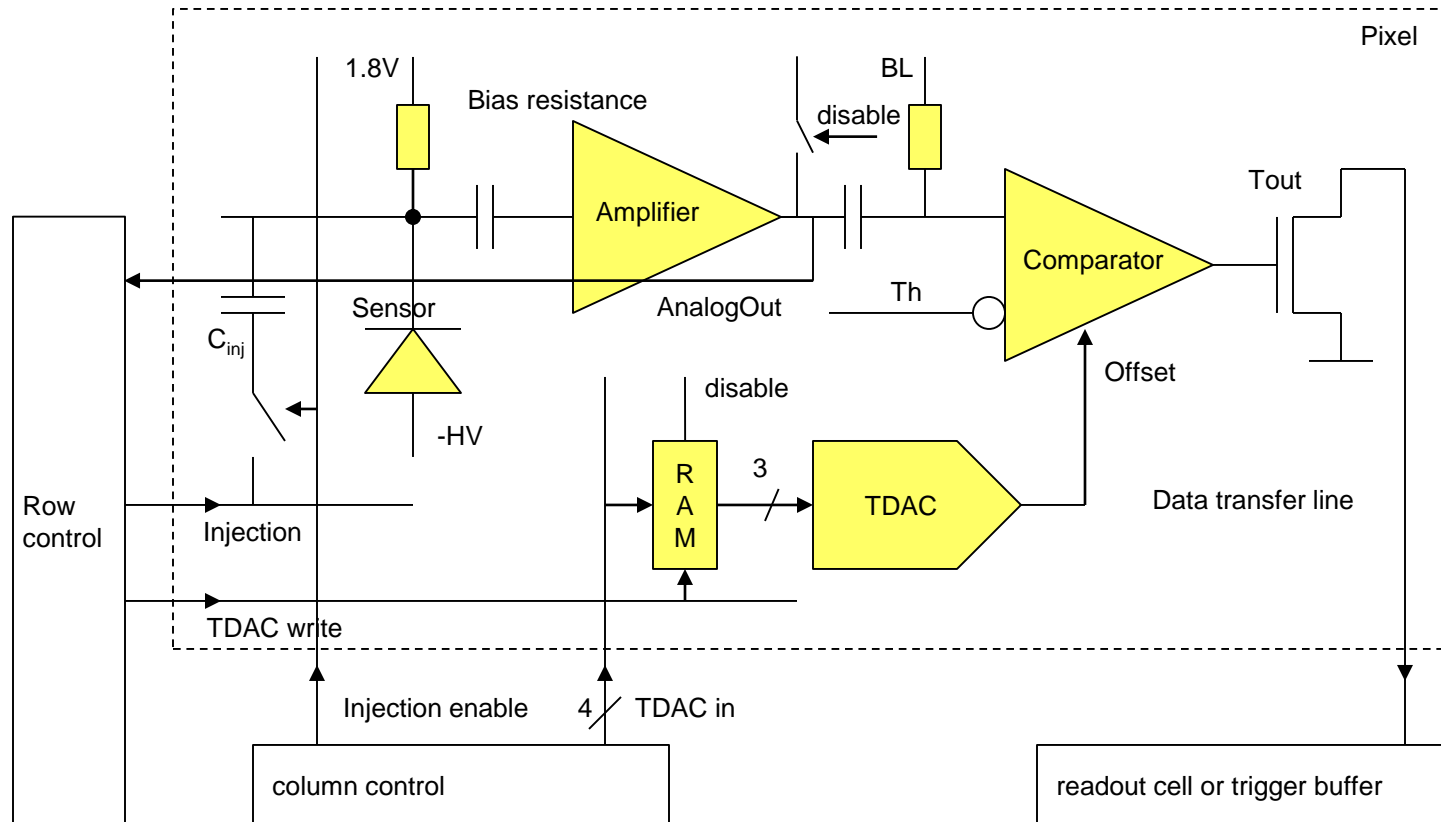 Pixel
1.8V
BL
Bias resistance
disable
Tout
Amplifier
Comparator
Th
Sensor
AnalogOut
Cinj
Offset
disable
-HV
3
R
A
M
TDAC
Data transfer line
Row
control
Injection
TDAC write
Injection enable
4
TDAC in
column control
readout cell or trigger buffer